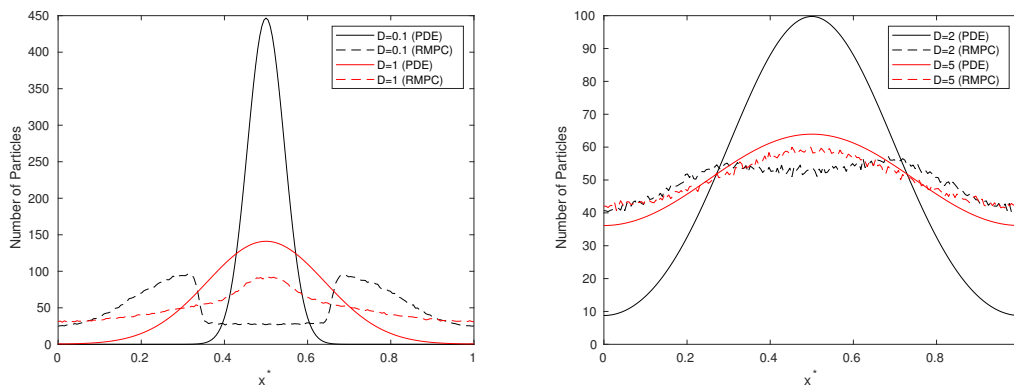 450
400
350
300
250
200
150
100
50
0
Number of Particles
0
0.2
0.4
0.6
0.8
1
x*
D=0.1 (PDE)
D=0.1 (RMPC)
D=1 (PDE)
D=1 (RMPC)
100
90
80
70
60
50
40
30
20
10
0
Number of Particles
0
0.2
0.4
0.6
0.8
x*
D=2 (PDE)
D=2 (RMPC)
D=5 (PDE)
D=5 (RMPC)